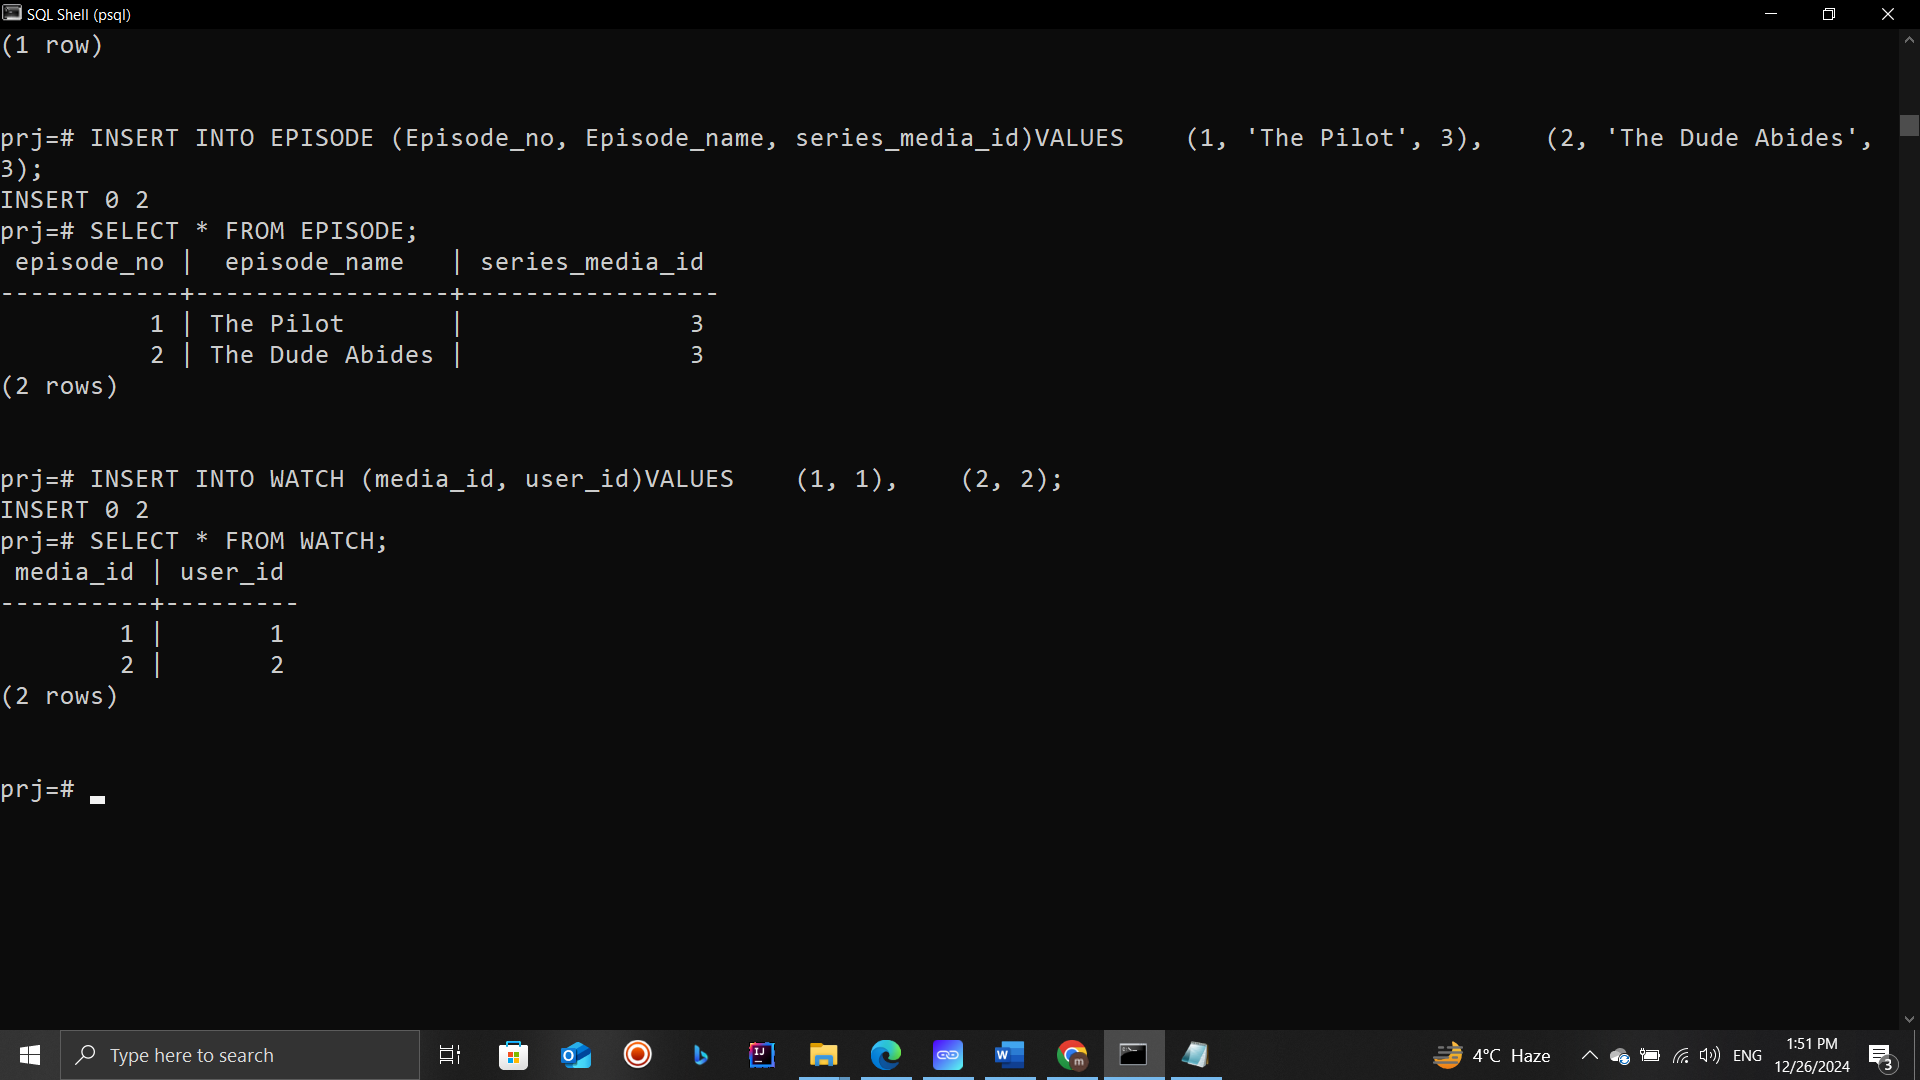 SQL Shell (psql)
(1 row)
prj=# INSERT INTO EPISODE (Episode_no, Episode_name, series_media_id)VALUES    (1, 'The Pilot', 3),    (2, 'The Dude Abides',
3);
INSERT 0 2
prj=# SELECT * FROM EPISODE;
 episode_no |  episode_name   | series_media_id
------------+-----------------+-----------------
          1 | The Pilot       |               3
          2 | The Dude Abides |               3
(2 rows)
prj=# INSERT INTO WATCH (media_id, user_id)VALUES    (1, 1),    (2, 2);
INSERT 0 2
prj=# SELECT * FROM WATCH;
 media_id | user_id
----------+---------
        1 |       1
        2 |       2
(2 rows)
prj=#
Type here to search
4°C Haze
ENG
1:51 PM
12/26/2024
3